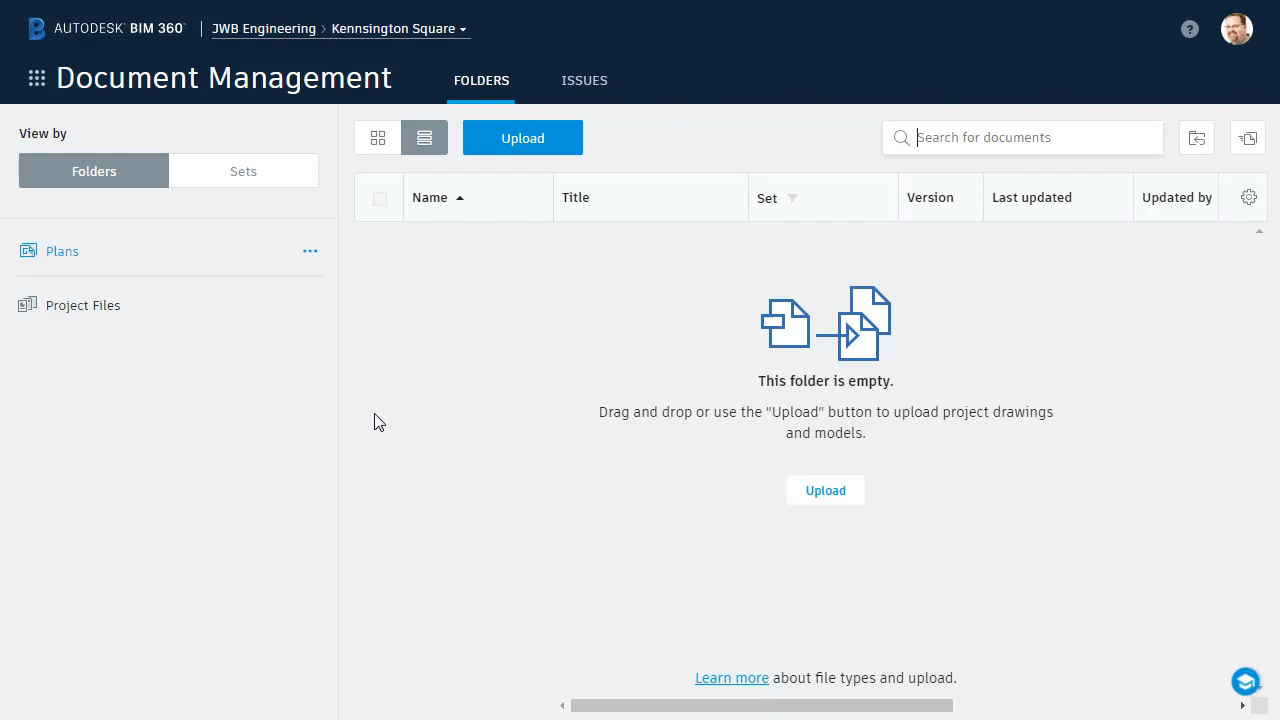 AUTODESK® BIM 360™ JWB Engineering > Kennsington Square
?
Document Management FOLDERS ISSUES
View by
Folders Sets
Plans
Project Files
Upload Search for documents
Name Title Set Version Last updated Updated by
This folder is empty.
Drag and drop or use the "Upload" button to upload project drawings
and models.
Upload
Learn more about file types and upload.